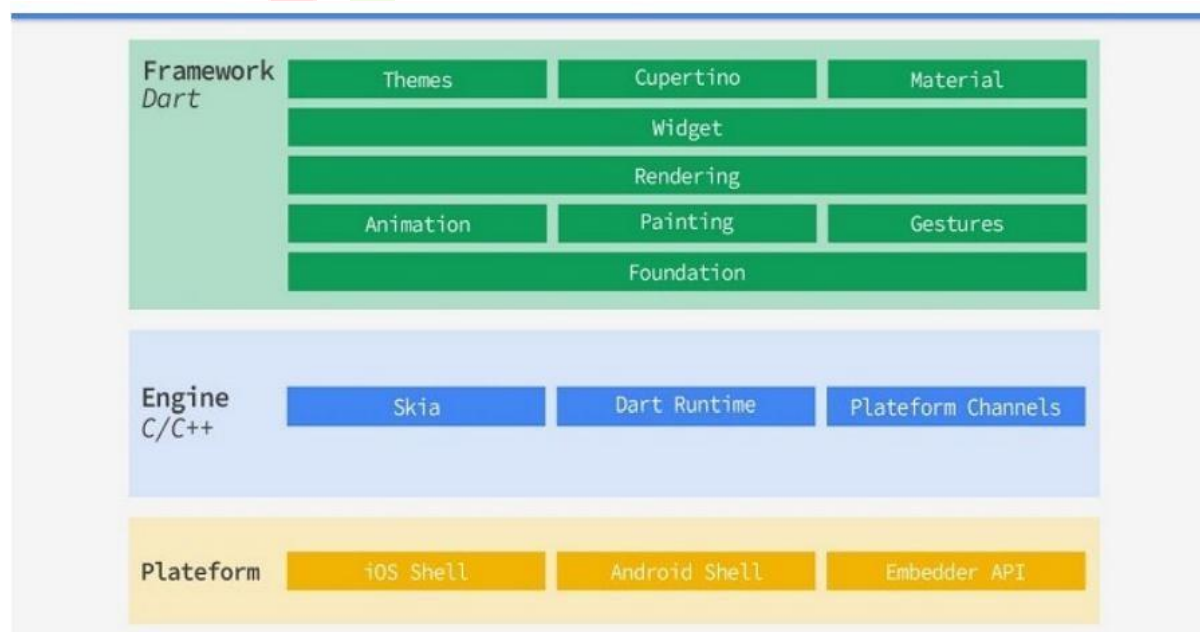 Framework
Dart
Themes Cupertino Material
Widget
Rendering
Animation Painting Gestures
Foundation
Engine
C/C++
Skia Dart Runtime Plateform Channels
Plateform iOS Shell Android Shell Embedder API